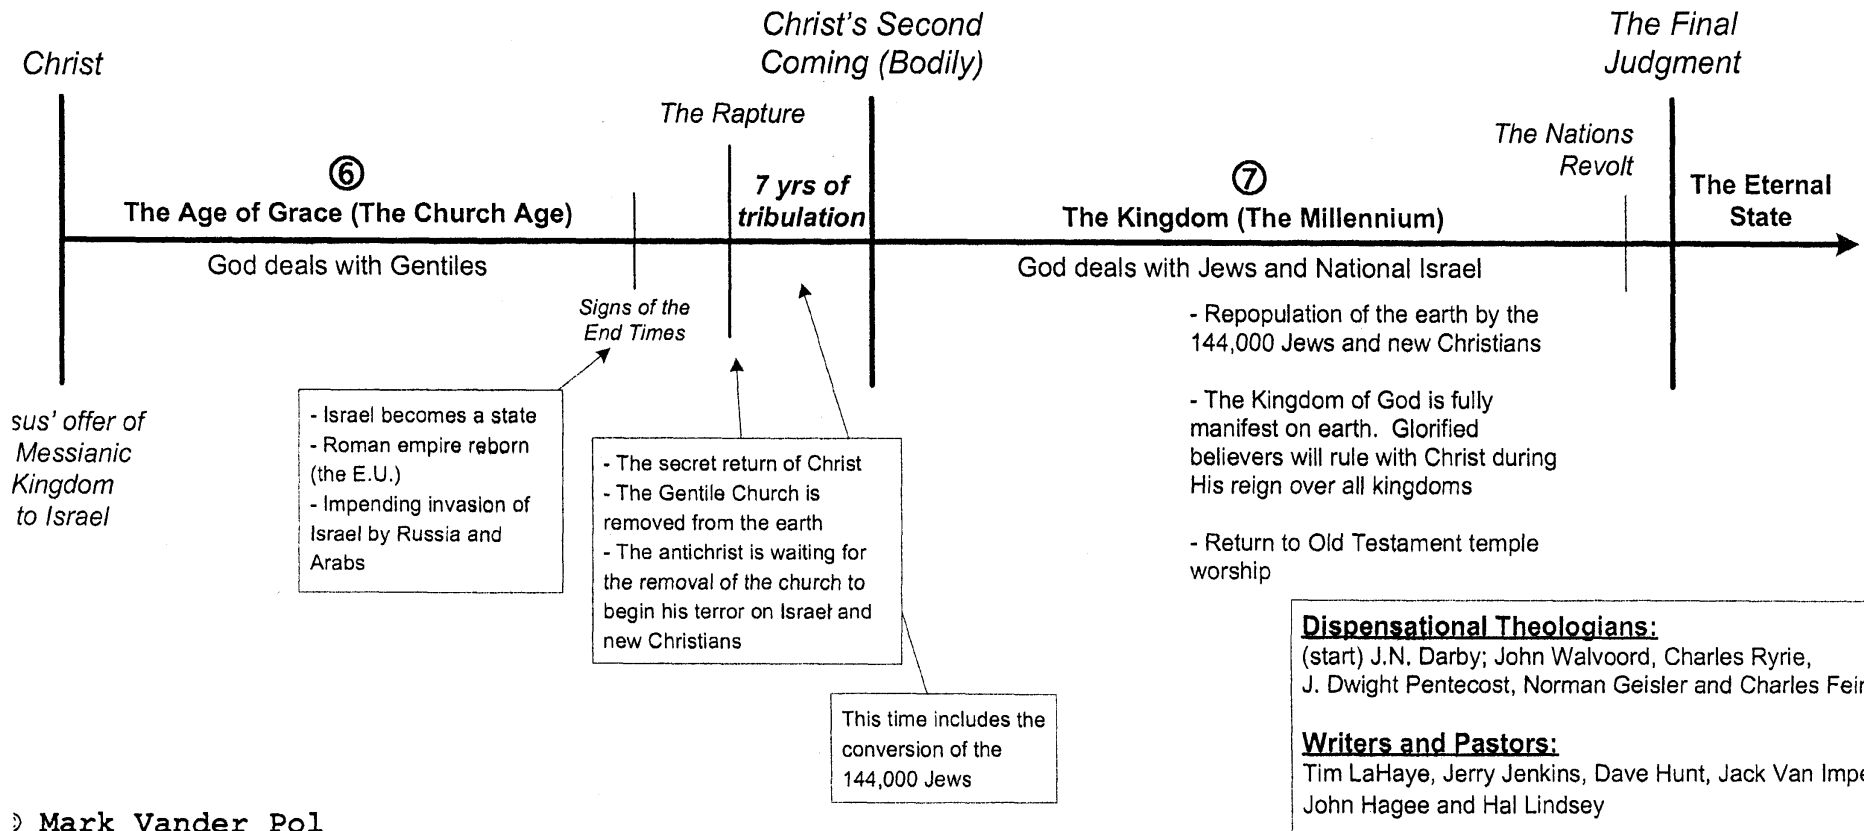 Christ
Christ's Second
Coming (Bodily)
The Final
Judgment
The Rapture
The Nations
Revolt
⑥
The Age of Grace (The Church Age)
7 yrs of
tribulation
⑦
The Kingdom (The Millennium)
The Eternal
State
God deals with Gentiles
God deals with Jews and National Israel
Signs of the
End Times
- Repopulation of the earth by the
144,000 Jews and new Christians
- The Kingdom of God is fully
manifest on earth. Glorified
believers will rule with Christ during
His reign over all kingdoms
- Return to Old Testament temple
worship
sus' offer of
Messianic
Kingdom
to Israel
- Israel becomes a state
- Roman empire reborn
(the E.U.)
- Impending invasion of
Israel by Russia and
Arabs
- The secret return of Christ
- The Gentile Church is
removed from the earth
- The antichrist is waiting for
the removal of the church to
begin his terror on Israel and
new Christians
This time includes the
conversion of the
144,000 Jews
Dispensational Theologians:
(start) J.N. Darby; John Walvoord, Charles Ryrie,
J. Dwight Pentecost, Norman Geisler and Charles Fein
Writers and Pastors:
Tim LaHaye, Jerry Jenkins, Dave Hunt, Jack Van Impe
John Hagee and Hal Lindsey
Mark Vander Pol